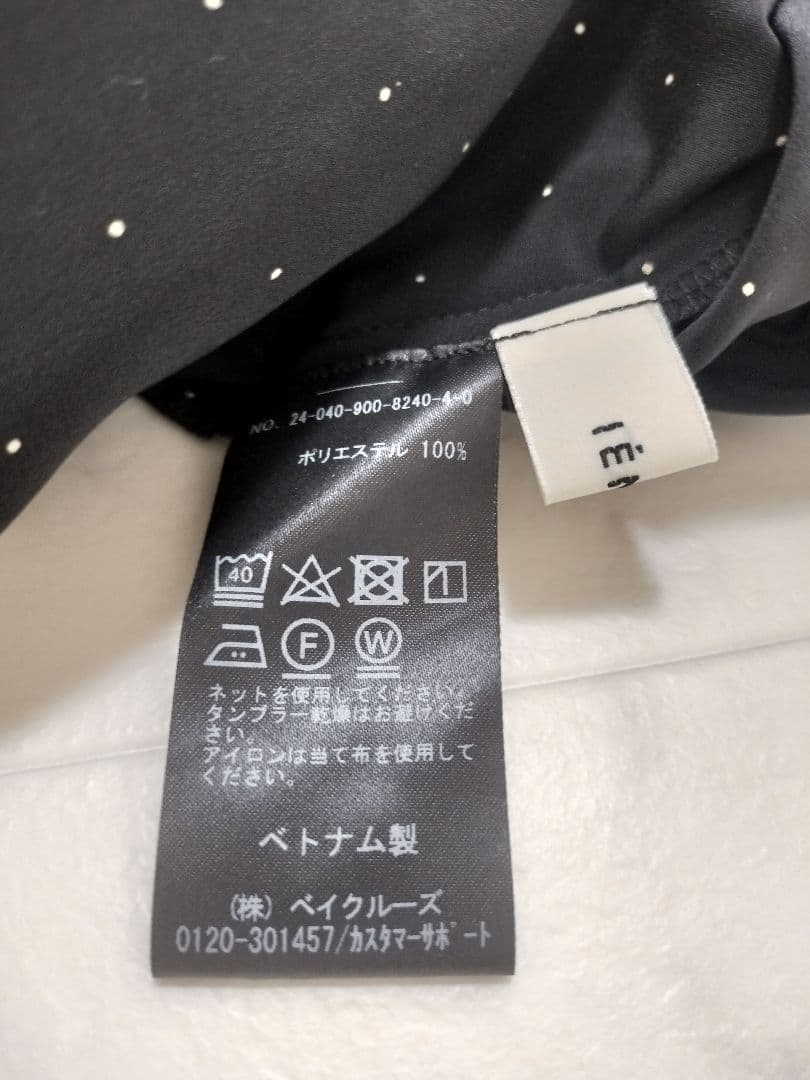 NO. 24-040-900-8240-4-0
ポリエステル 100%
40
F
W
ネットを使用してください。
タンブラー乾燥はお避けくだ
さい。
アイロンは当て布を使用して
ください。
ベトナム製
(株) ベイクルーズ
0120-301457/カスタマーサポート